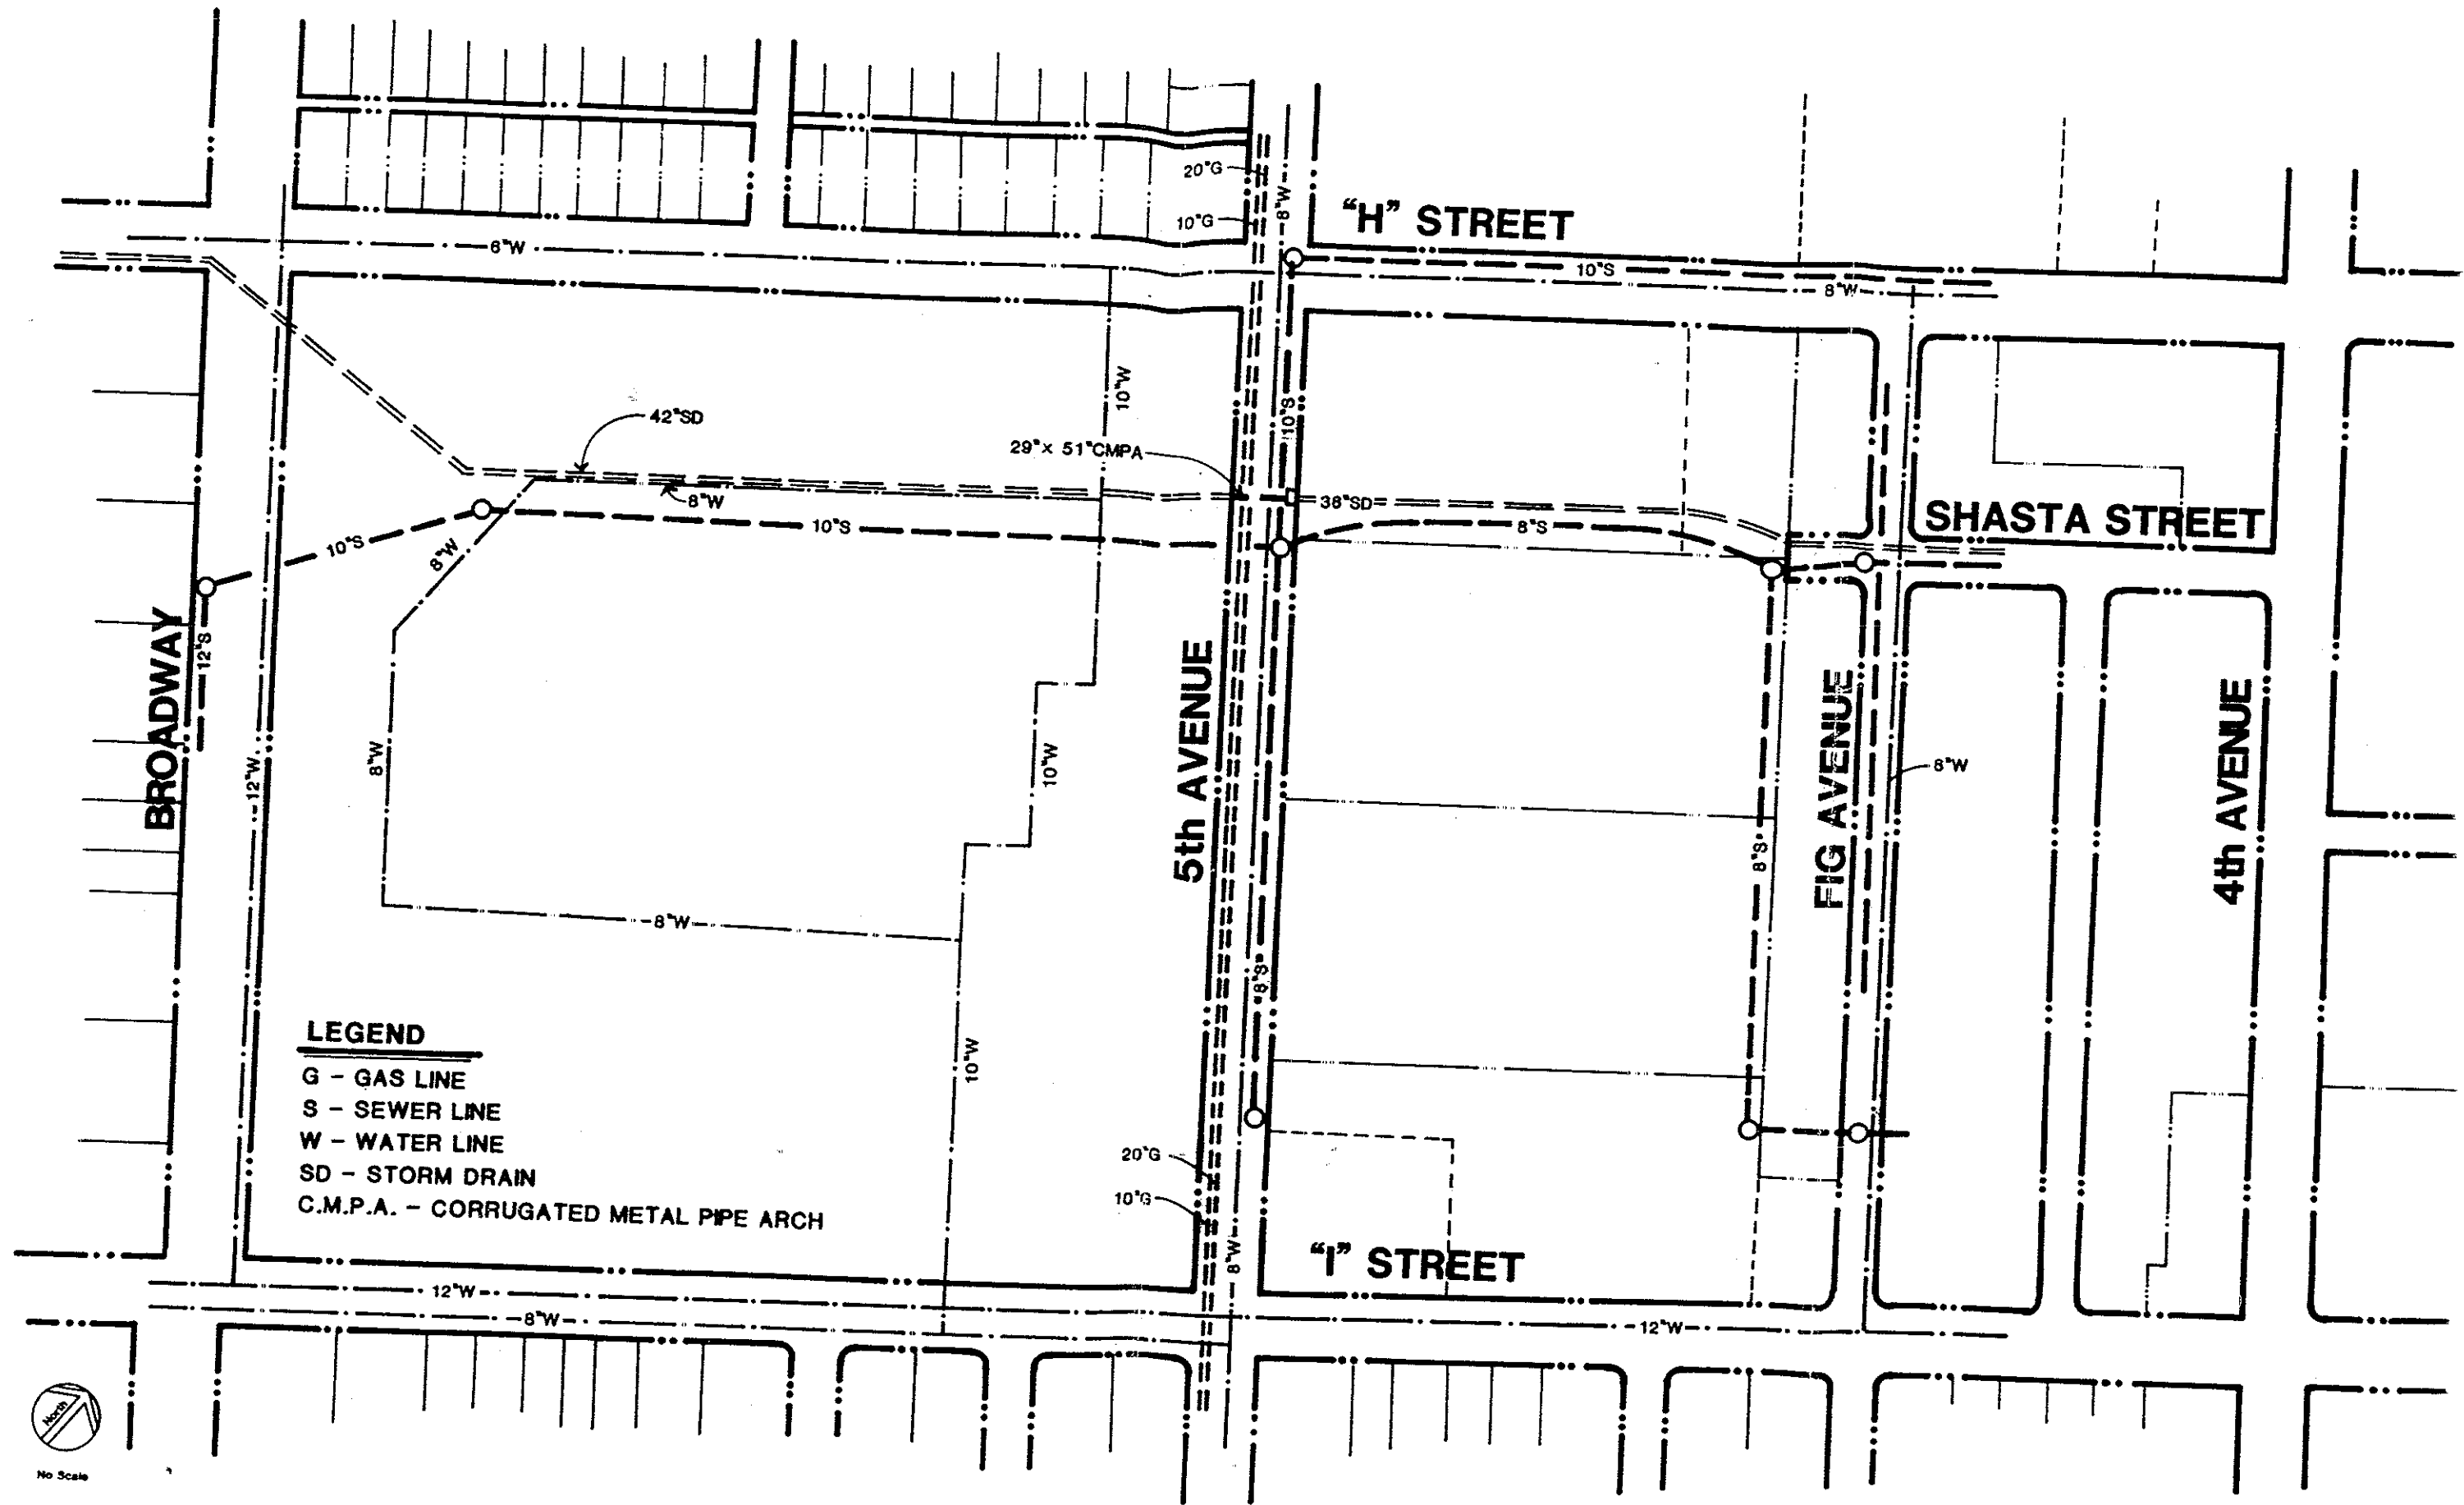 20"G
10"G
8"W
"H" STREET
6"W
10"S
8"W
42"SD
10"W
10"S
29"x 51"CMPA
38"SD
8"W
10"S
8"S
SHASTA STREET
10"S
8"W
12"S
BROADWAY
12"W
8"W
10"W
5th AVENUE
FIG AVENUE
8"W
4th AVENUE
8"S
8"W
8"S
10"W
LEGEND
G - GAS LINE
S - SEWER LINE
W - WATER LINE
SD - STORM DRAIN
C.M.P.A. - CORRUGATED METAL PIPE ARCH
20"G
10"G
8"W
"I" STREET
12"W
8"W
12"W
North
No Scale